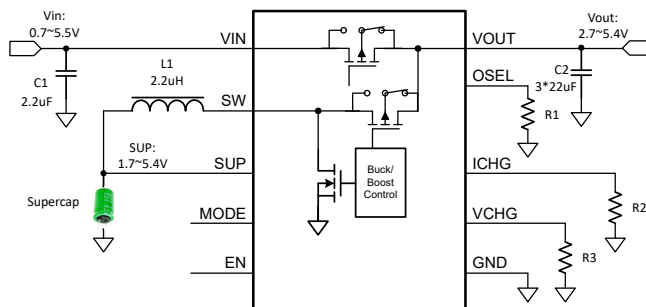 Vin:
0.7~5.5V
C1
2.2uF
L1
2.2uH
SUP:
1.7~5.4V
Supercap
VIN
SW
SUP
MODE
EN
Buck/
Boost
Control
VOUT
OSEL
ICHG
VCHG
GND
Vout:
2.7~5.4V
C2
3*22uF
R1
R2
R3